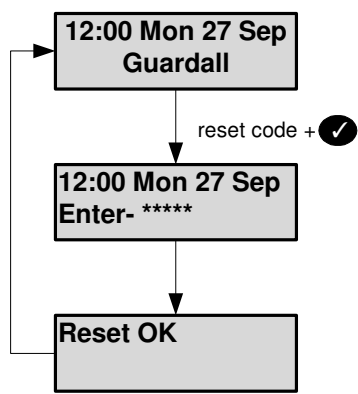 12:00 Mon 27 Sep
Guardall
reset code + ✓
12:00 Mon 27 Sep
Enter- *****
Reset OK